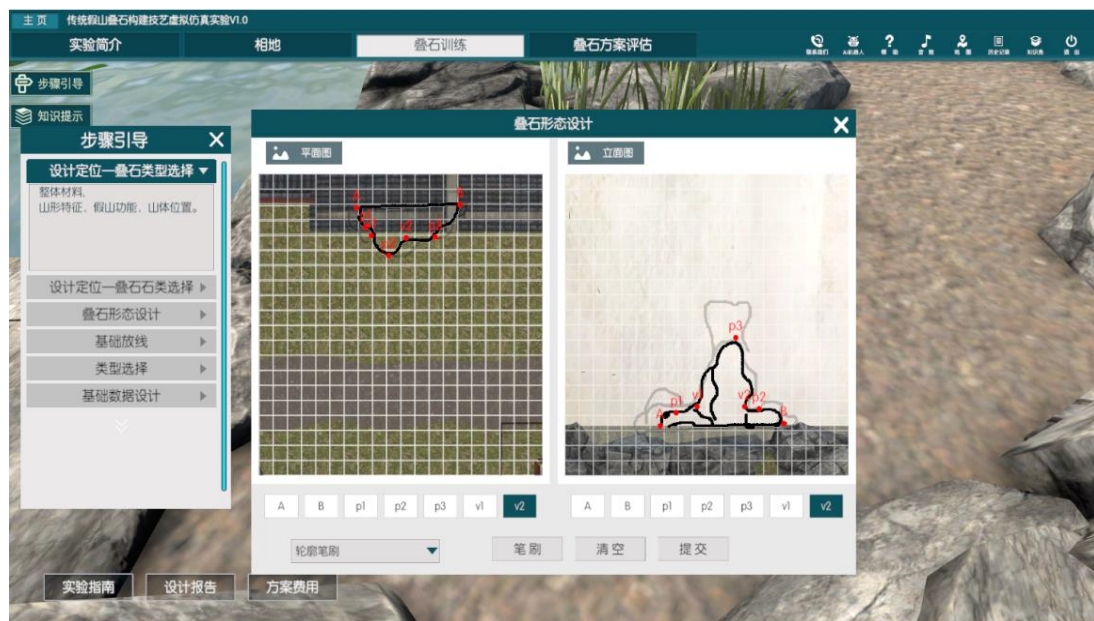 主页 传统假山叠石构建技艺虚拟仿真实验V1.0
实验简介 相地 叠石训练 叠石方案评估
步骤引导
知识提示
步骤引导
设计定位—叠石类型选择
整体材料、
山形特征、假山功能、山体位置。
设计定位—叠石石类选择
叠石形态设计
基础放线
类型选择
基础数据设计
叠石形态设计
平面图
A B
v2
立面图
p3
p1 v1 v2 p2
A B
A B p1 p2 p3 v1 v2
A B p1 p2 p3 v1 v2
轮廓笔刷 笔刷 清空 提交
实验指南 设计报告 方案费用